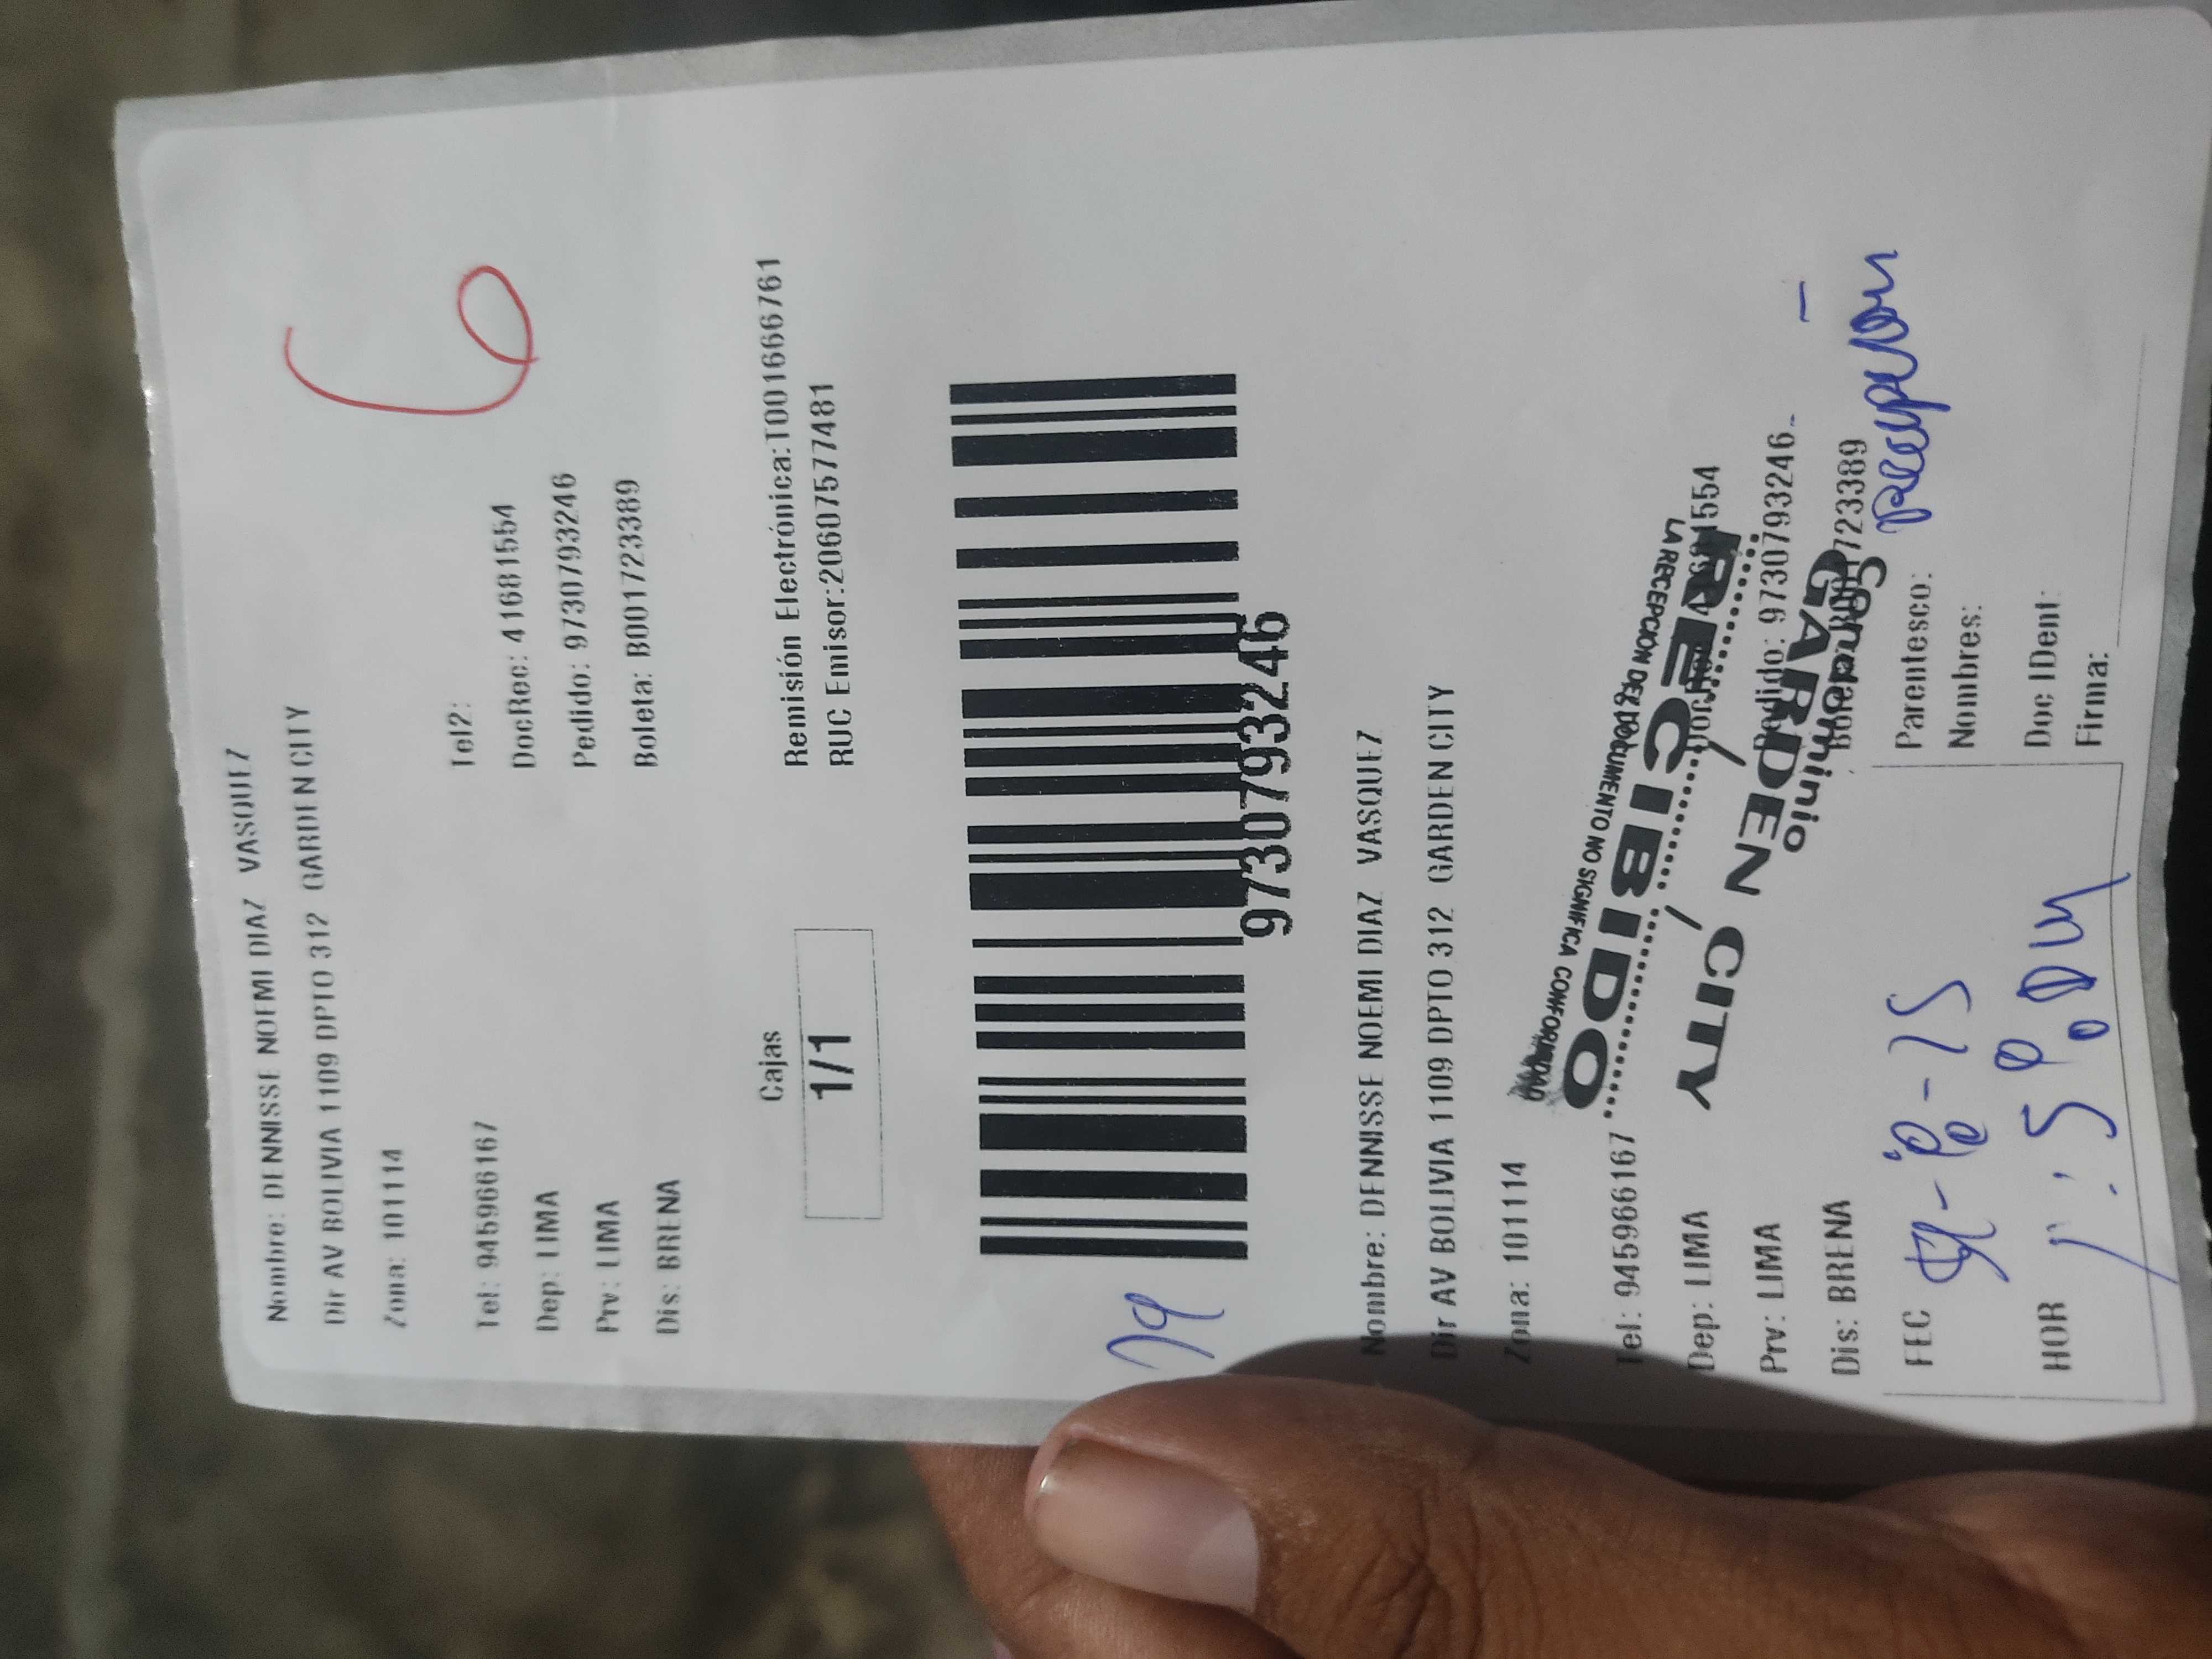 Nombre: DENNISSE NOEMI DIAZ VASQUEZ
Dir AV BOLIVIA 1109 DPTO 312 GARDEN CITY
Zona: 101114
Tel: 945966167 Tel2:
Dep: LIMA DocRec: 41681554
Prv: LIMA Pedido: 9730793246
Dis: BRENA Boleta: B001723389
6
Cajas
1/1
Remisión Electrónica:T001666761
RUC Emisor:20607577481
9730793246
Nombre: DENNISSE NOEMI DIAZ VASQUEZ
Dir AV BOLIVIA 1109 DPTO 312 GARDEN CITY
Zona: 101114
Tel: 945966167
Dep: LIMA
Prv: LIMA Pedido: 9730793246
Dis: BRENA
LA RECEPCIÓN DEL DOCUMENTO NO SIGNIFICA CONFORMIDAD
RECIBIDO
GARDEN CITY
Condominio
FEC
HOR
Parentesco: recepcion
Nombres:
Doc IDent:
Firma: